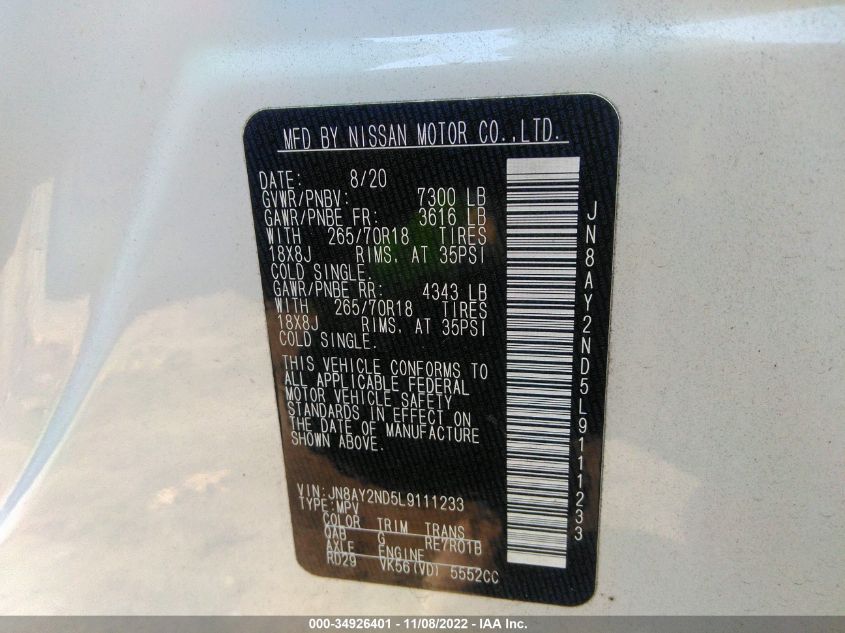 MFD BY NISSAN MOTOR CO.,LTD.
DATE: 8/20
GVWR/PNBV: 7300 LB
GAWR/PNBE FR: 3616 LB
WITH 265/70R18 TIRES
18X8J RIMS, AT 35PSI
COLD SINGLE.
GAWR/PNBE RR: 4343 LB
WITH 265/70R18 TIRES
18X8J RIMS, AT 35PSI
COLD SINGLE.
THIS VEHICLE CONFORMS TO
ALL APPLICABLE FEDERAL
MOTOR VEHICLE SAFETY
STANDARDS IN EFFECT ON
THE DATE OF MANUFACTURE
SHOWN ABOVE.
VIN:JN8AY2ND5L9111233
TYPE:MPV
COLOR TRIM TRANS
QAB G RE7R01B
AXLE ENGINE
RD29 VK56(VD) 5552CC
JN8AY2ND5L9111233
000-34926401 - 11/08/2022 - IAA Inc.